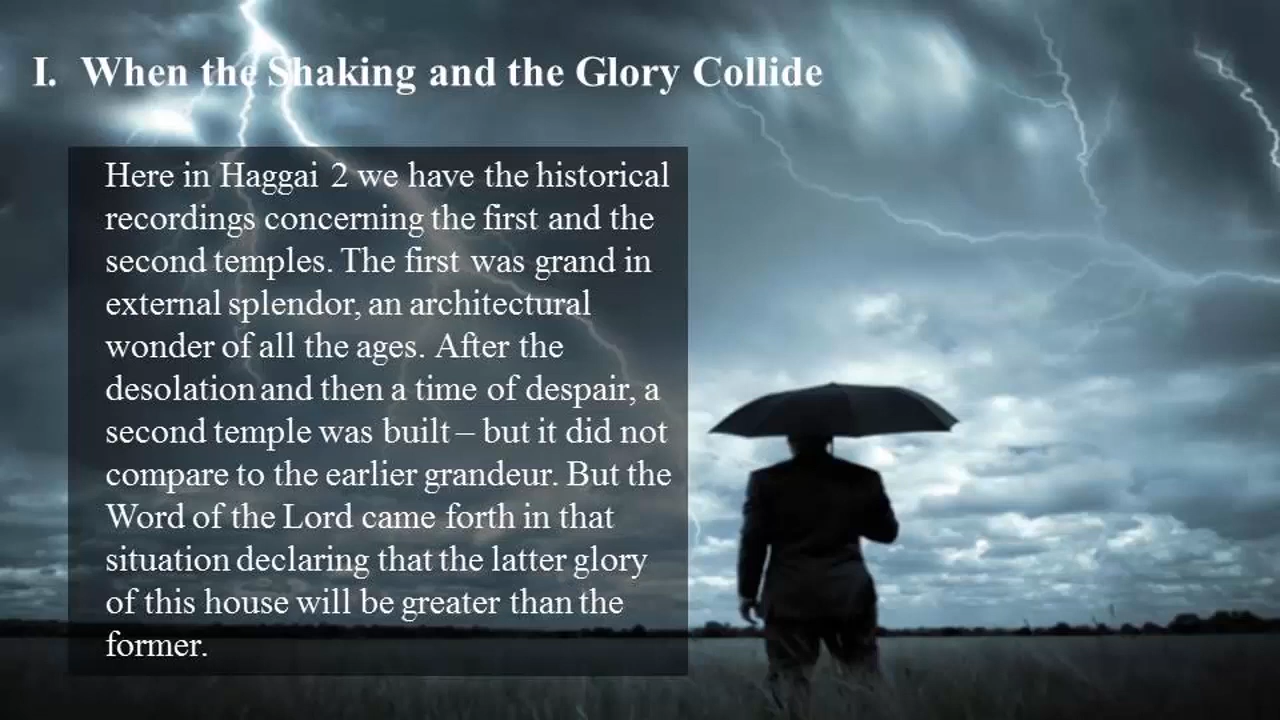 I. When the Shaking and the Glory Collide
Here in Haggai 2 we have the historical
recordings concerning the first and the
second temples. The first was grand in
external splendor, an architectural
wonder of all the ages. After the
desolation and then a time of despair, a
second temple was built – but it did not
compare to the earlier grandeur. But the
Word of the Lord came forth in that
situation declaring that the latter glory
of this house will be greater than the
former.